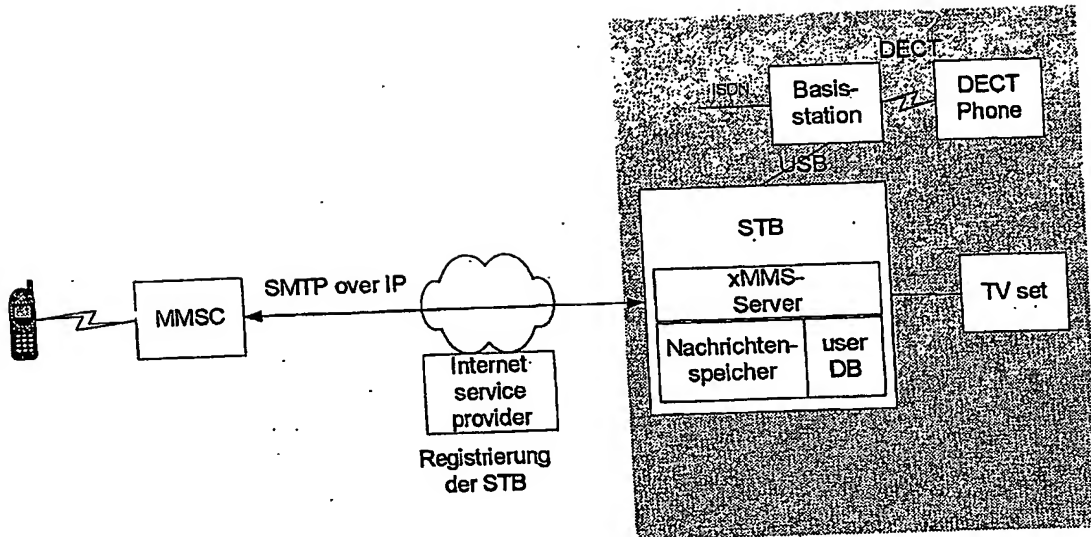 DECT
ISDN
Basis-
station
DECT
Phone
USB
STB
xMMS-
Server
Nachrichten-
speicher
user
DB
TV set
MMSC
SMTP over IP
Internet-
service
provider
Registrierung
der STB